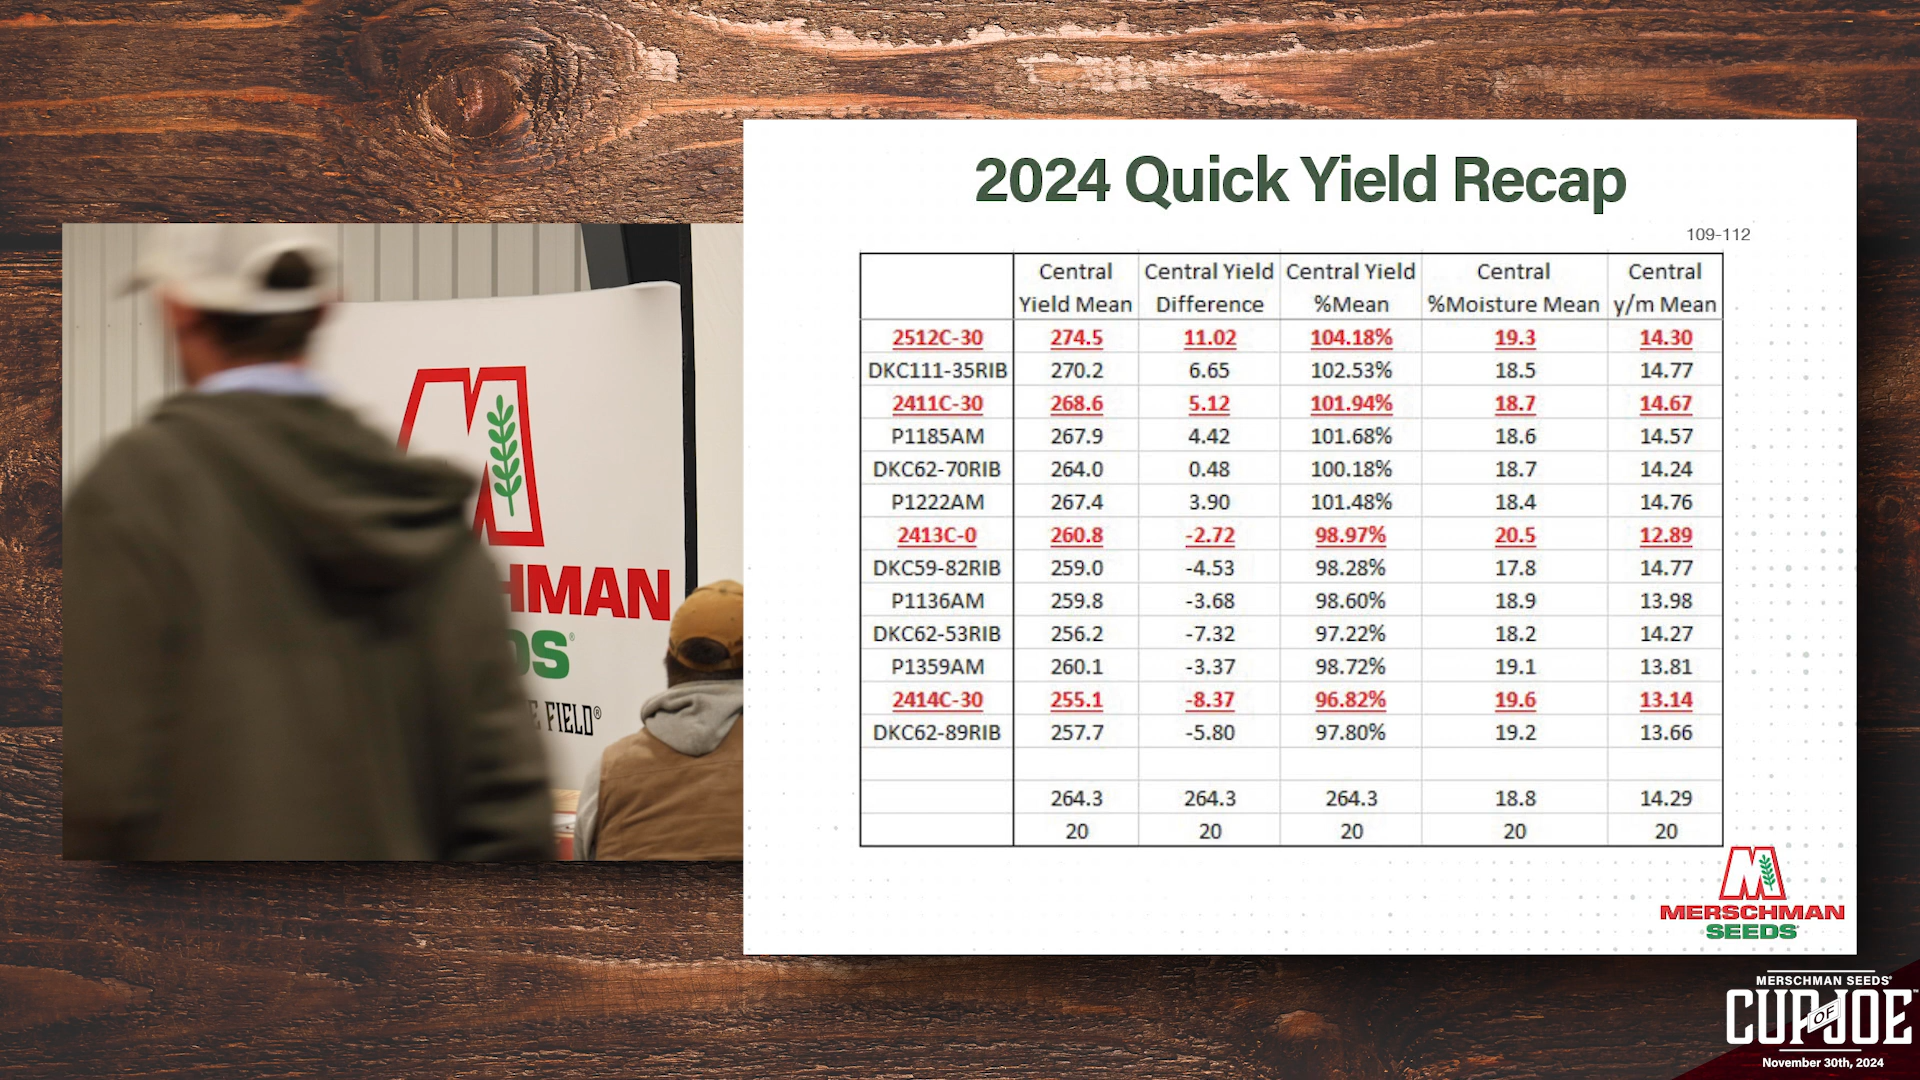 2024 Quick Yield Recap
109-112
Central Yield Mean Central Yield Difference Central Yield %Mean Central %Moisture Mean Central y/m Mean
2512C-30 274.5 11.02 104.18% 19.3 14.30
DKC111-35RIB 270.2 6.65 102.53% 18.5 14.77
2411C-30 268.6 5.12 101.94% 18.7 14.67
P1185AM 267.9 4.42 101.68% 18.6 14.57
DKC62-70RIB 264.0 0.48 100.18% 18.7 14.24
P1222AM 267.4 3.90 101.48% 18.4 14.76
2413C-0 260.8 -2.72 98.97% 20.5 12.89
DKC59-82RIB 259.0 -4.53 98.28% 17.8 14.77
P1136AM 259.8 -3.68 98.60% 18.9 13.98
DKC62-53RIB 256.2 -7.32 97.22% 18.2 14.27
P1359AM 260.1 -3.37 98.72% 19.1 13.81
2414C-30 255.1 -8.37 96.82% 19.6 13.14
DKC62-89RIB 257.7 -5.80 97.80% 19.2 13.66
264.3 264.3 264.3 18.8 14.29
20 20 20 20 20
HMAN
DS®
FIELD®
MERSCHMAN
SEEDS
MERSCHMAN SEEDS®
CUP OF JOE™
November 30th, 2024